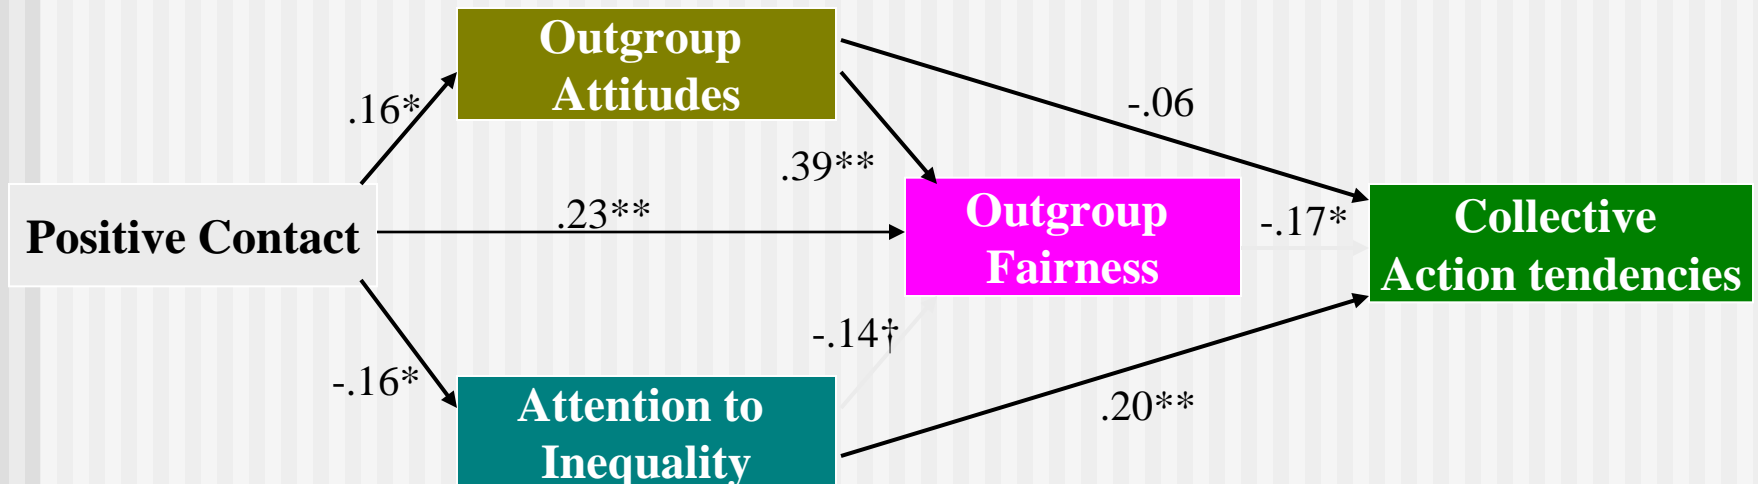 Outgroup
Attitudes
.16*
-.06
.39**
Positive Contact
.23**
Outgroup
Fairness
-.17*
Collective
Action tendencies
-.14†
-.16*
Attention to
Inequality
.20**